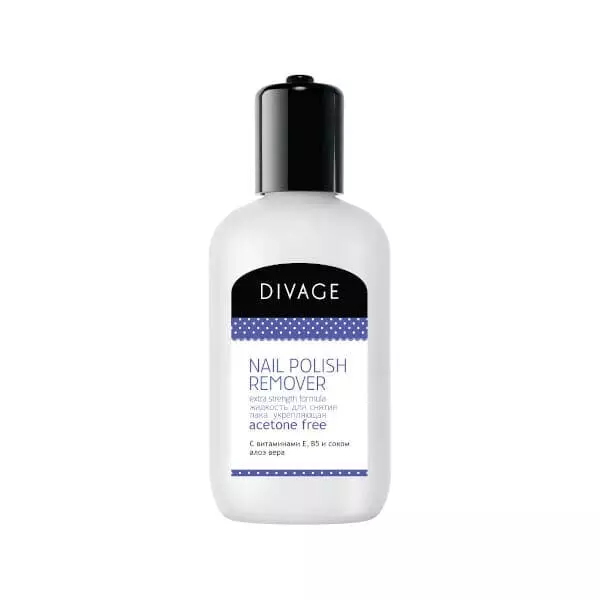 DIVAGE
NAIL POLISH
REMOVER
extra strength formula
жидкость для снятия
лака укрепляющая
acetone free
С витаминами Е, В5 и соком
алоэ вера